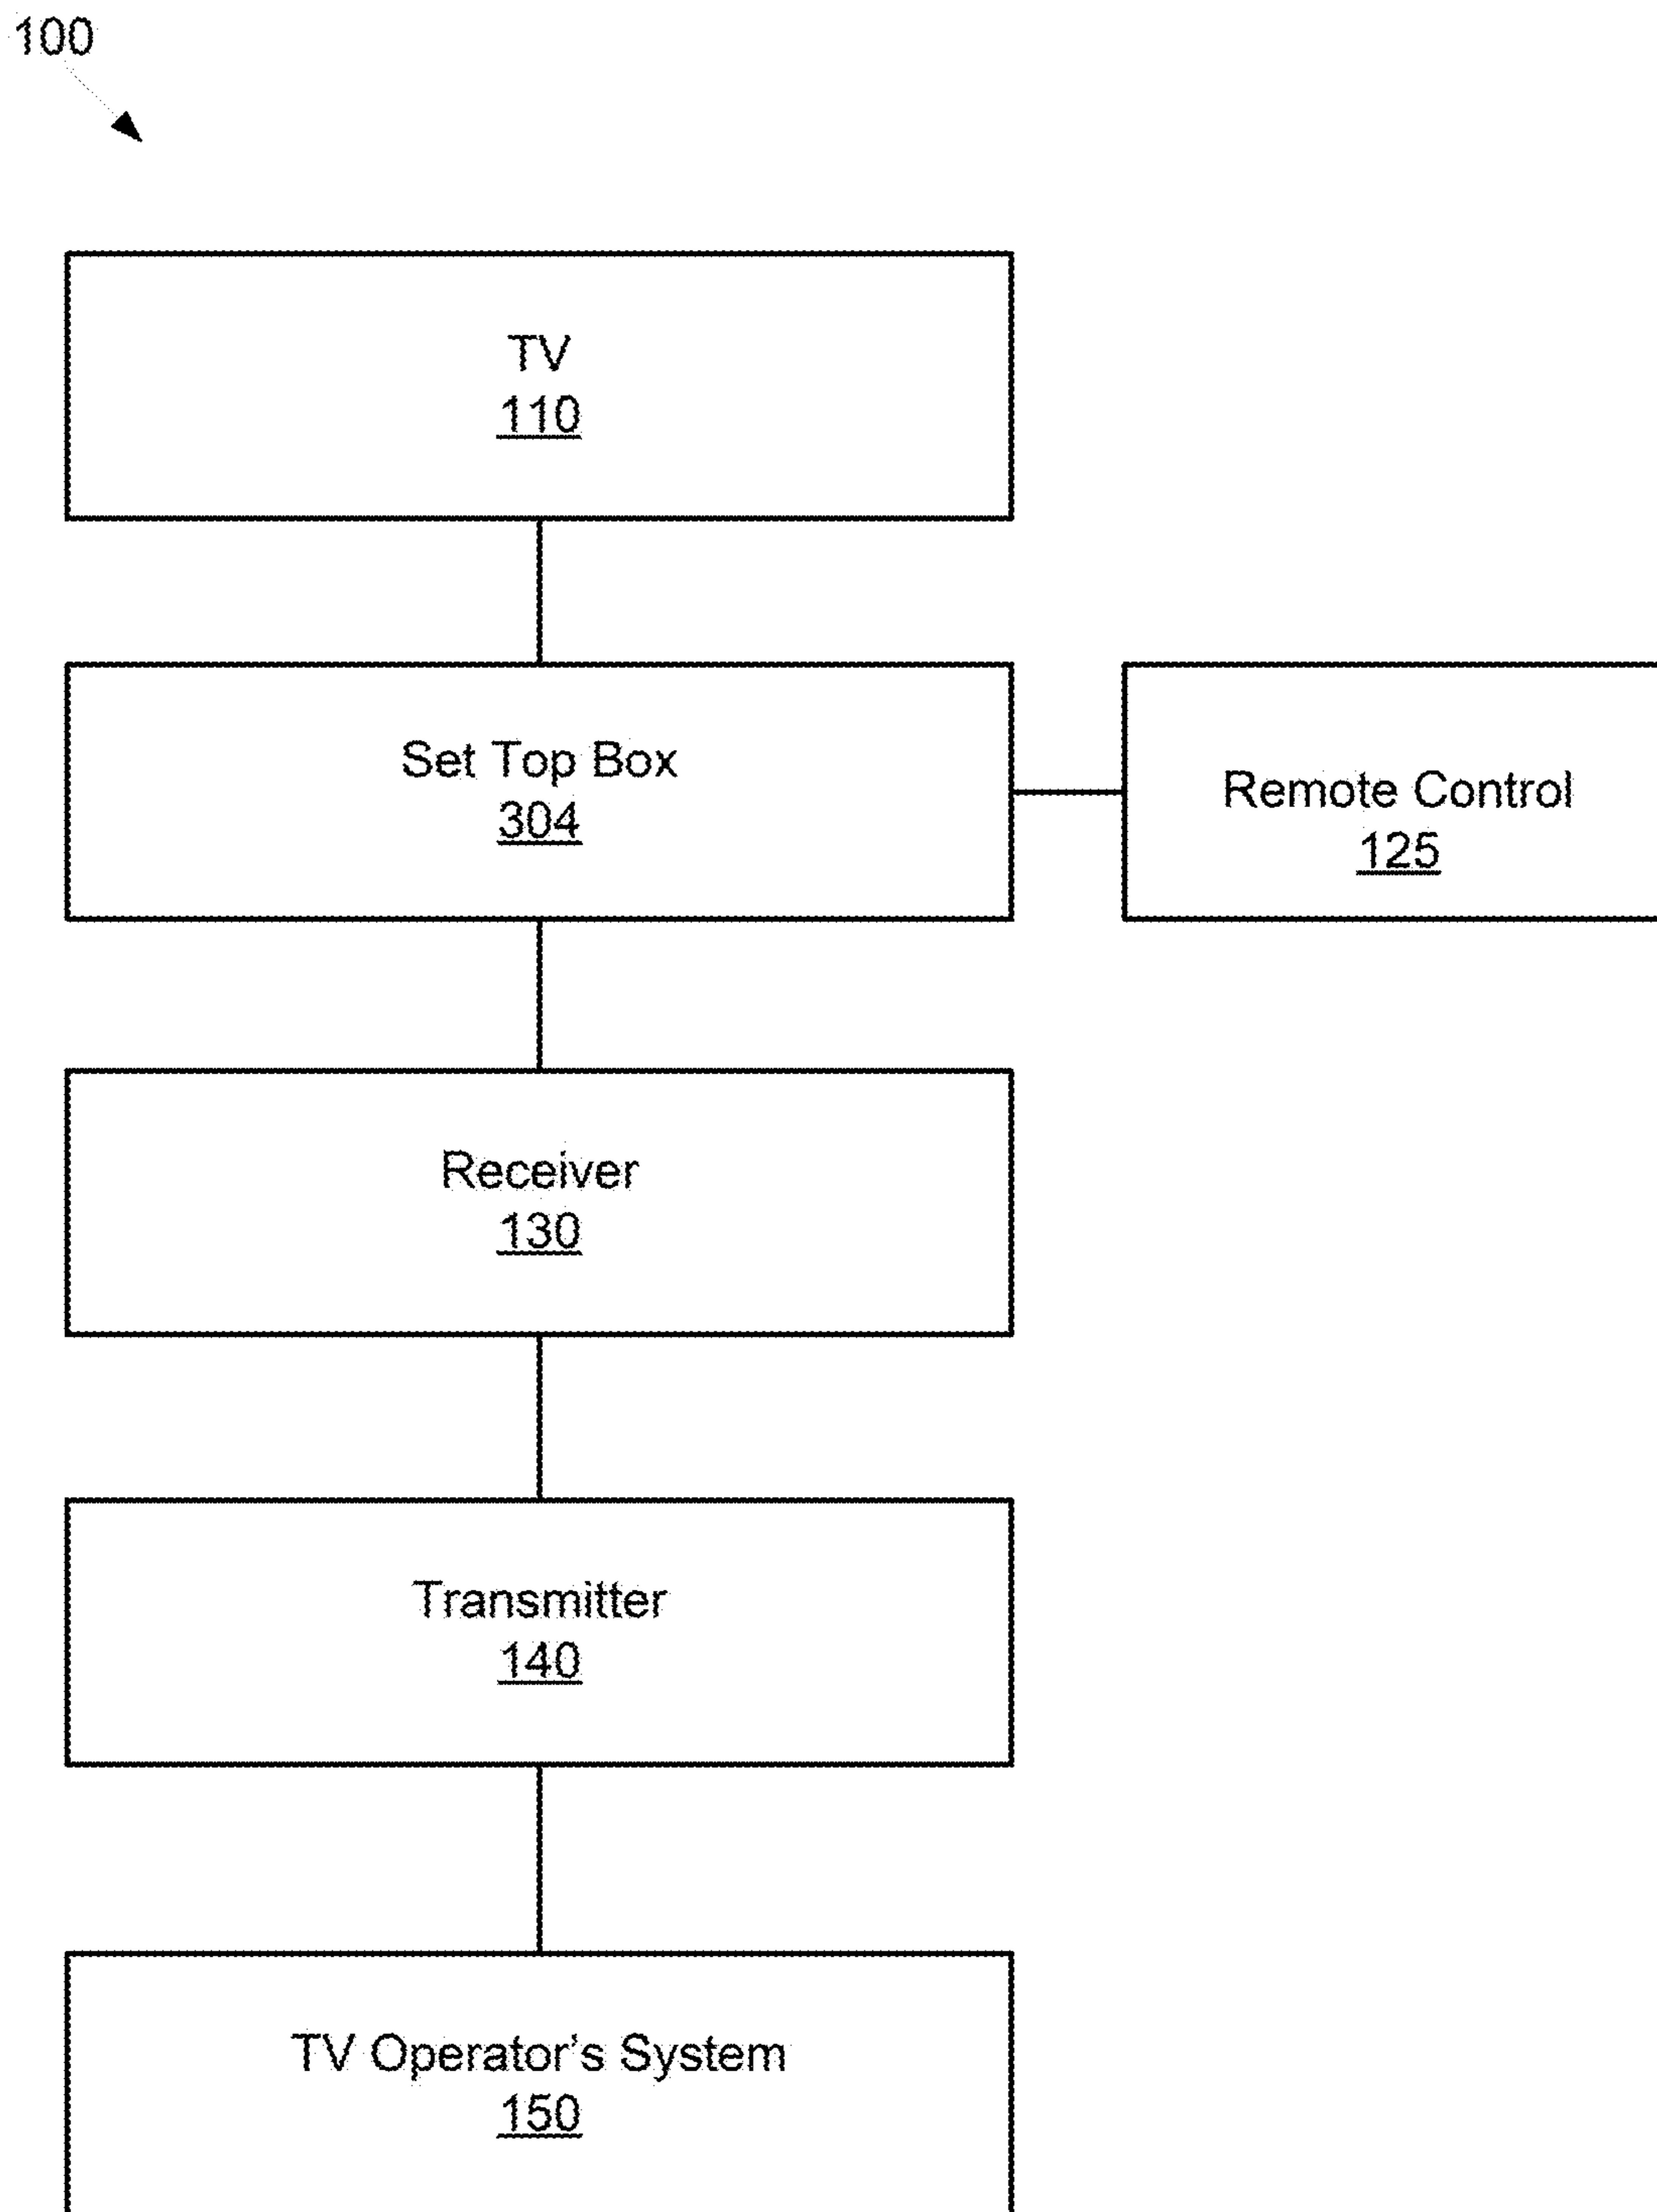 100
TV
110
Set Top Box
304
Remote Control
125
Receiver
130
Transmitter
140
TV Operator’s System
150